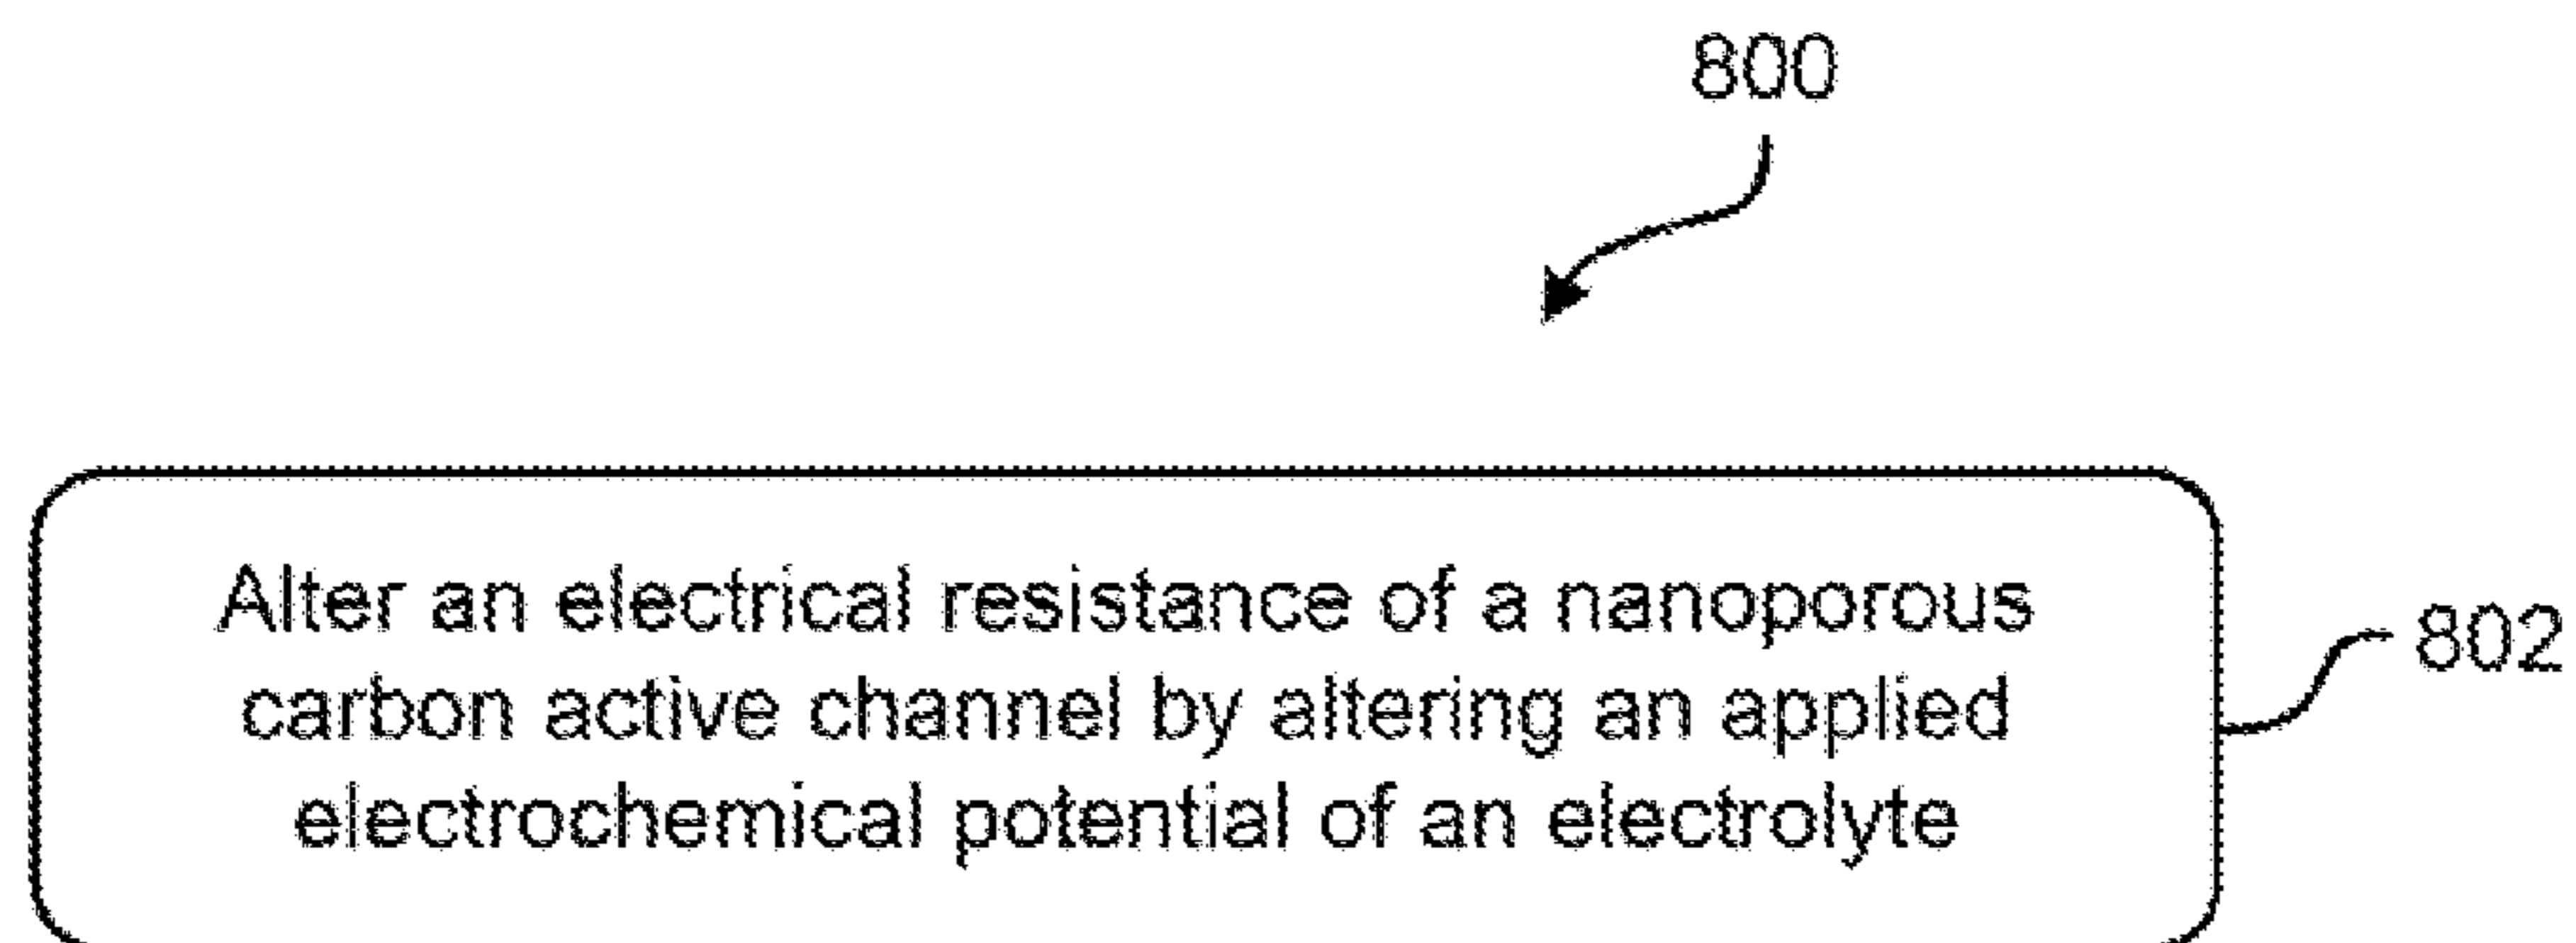 800
Alter an electrical resistance of a nanoporous
carbon active channel by altering an applied
electrochemical potential of an electrolyte
802